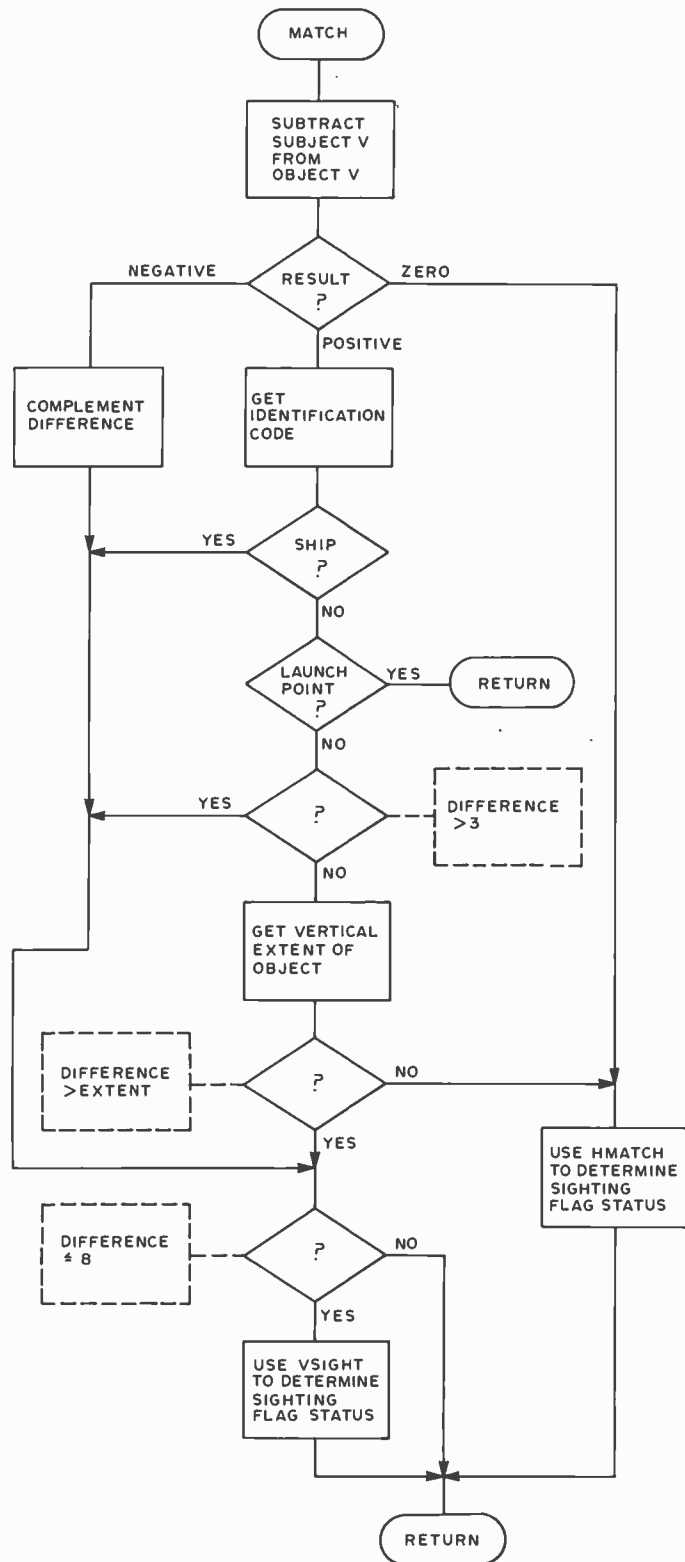 MATCH
SUBTRACT
SUBJECT V
FROM
OBJECT V
NEGATIVE
RESULT
?
ZERO
POSITIVE
COMPLEMENT
DIFFERENCE
GET
IDENTIFICATION
CODE
YES
SHIP
?
NO
LAUNCH
POINT
?
YES
RETURN
NO
YES
?
DIFFERENCE
>3
NO
GET VERTICAL
EXTENT OF
OBJECT
DIFFERENCE
>EXTENT
?
NO
YES
USE HMATCH
TO DETERMINE
SIGHTING
FLAG STATUS
DIFFERENCE
≤ 8
?
NO
YES
USE VSIGHT
TO DETERMINE
SIGHTING
FLAG STATUS
RETURN